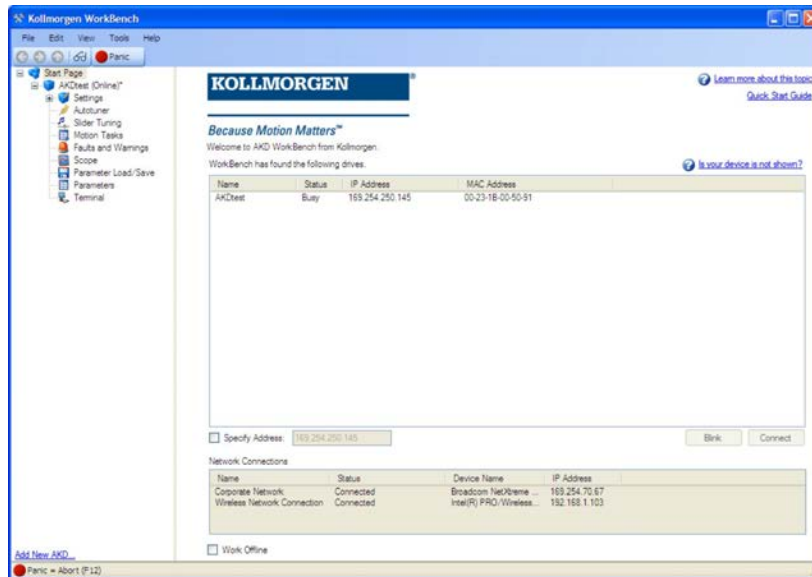 Kollmorgen WorkBench
File Edit View Tools Help
Panic
Start Page
AKDtest (Online)*
Settings
Autotuner
Slider Tuning
Motion Tasks
Faults and Warnings
Scope
Parameter Load/Save
Parameters
Terminal
Add New AKD...
KOLLMORGEN®
Because Motion Matters℠
Learn more about this topic
Quick Start Guide
Welcome to AKD WorkBench from Kollmorgen.
WorkBench has found the following drives.
Is your device is not shown?
Name Status IP Address MAC Address
AKDtest Busy 169.254.250.145 00-23-1B-00-50-91
Specify Address: 169.254.250.145
Blink Connect
Network Connections
Name Status Device Name IP Address
Corporate Network Connected Broadcom NetXtreme ... 169.254.70.67
Wireless Network Connection Connected Intel(R) PRO/Wireless... 192.168.1.103
Work Offline
Panic = Abort (F12)